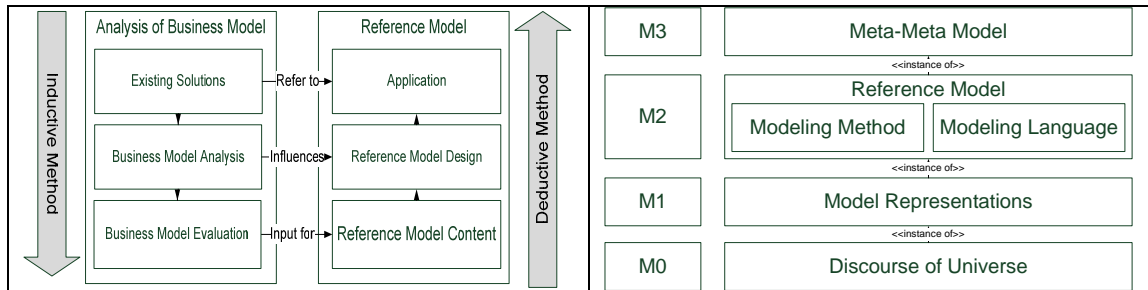 Inductive Method
Analysis of Business Model
Existing Solutions
Business Model Analysis
Business Model Evaluation
Refer to
Influences
Input for
Reference Model
Application
Reference Model Design
Reference Model Content
Deductive Method
M3
Meta-Meta Model
<<instance of>>
M2
Reference Model
Modeling Method
Modeling Language
<<instance of>>
M1
Model Representations
<<instance of>>
M0
Discourse of Universe